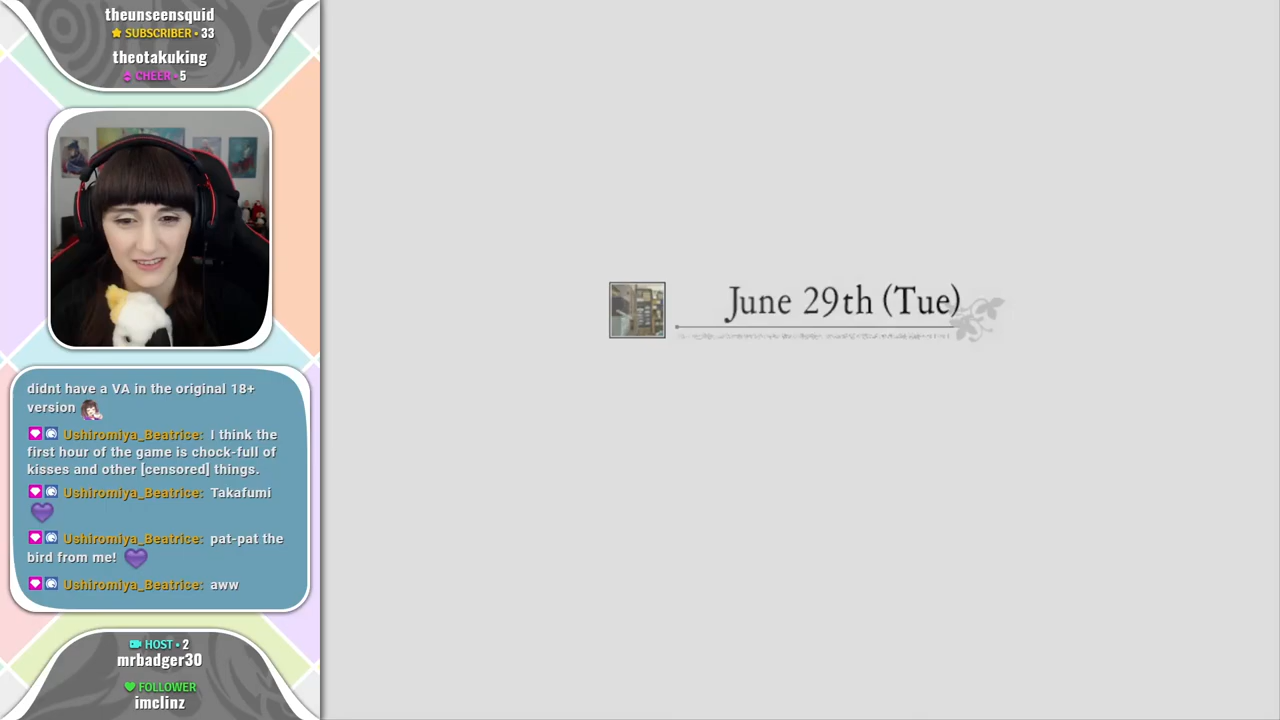 theunseensquid
SUBSCRIBER • 33
theotakuking
CHEER • 5
didnt have a VA in the original 18+
version
Ushiromiya_Beatrice: I think the
first hour of the game is chock-full of
kisses and other [censored] things.
Ushiromiya_Beatrice: Takafumi
Ushiromiya_Beatrice: pat-pat the
bird from me!
Ushiromiya_Beatrice: aww
HOST • 2
mrbadger30
FOLLOWER
imclinz
June 29th (Tue)